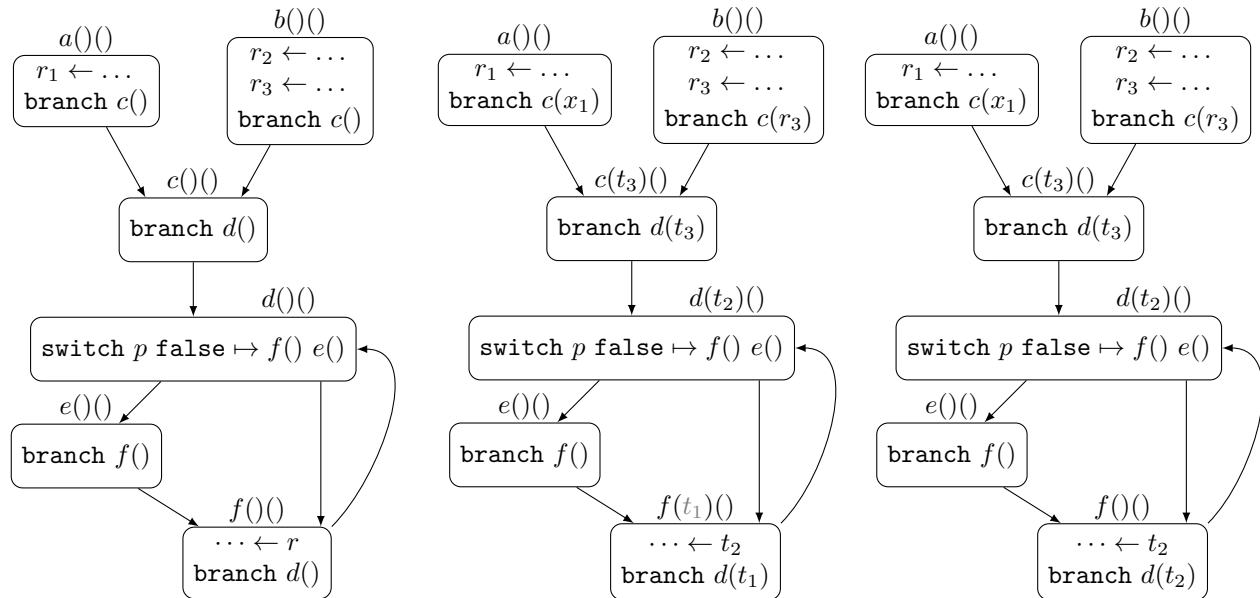 a()()
r₁ ← …
branch c()
b()()
r₂ ← …
r₃ ← …
branch c()
c()()
branch d()
d()()
switch p false ↦ f() e()
e()()
branch f()
f()()
⋯ ← r
branch d()
a()()
r₁ ← …
branch c(x₁)
b()()
r₂ ← …
r₃ ← …
branch c(r₃)
c(t₃)()
branch d(t₃)
d(t₂)()
switch p false ↦ f() e()
e()()
branch f()
f(t₁)()
⋯ ← t₂
branch d(t₁)
a()()
r₁ ← …
branch c(x₁)
b()()
r₂ ← …
r₃ ← …
branch c(r₃)
c(t₃)()
branch d(t₃)
d(t₂)()
switch p false ↦ f() e()
e()()
branch f()
f()()
⋯ ← t₂
branch d(t₂)